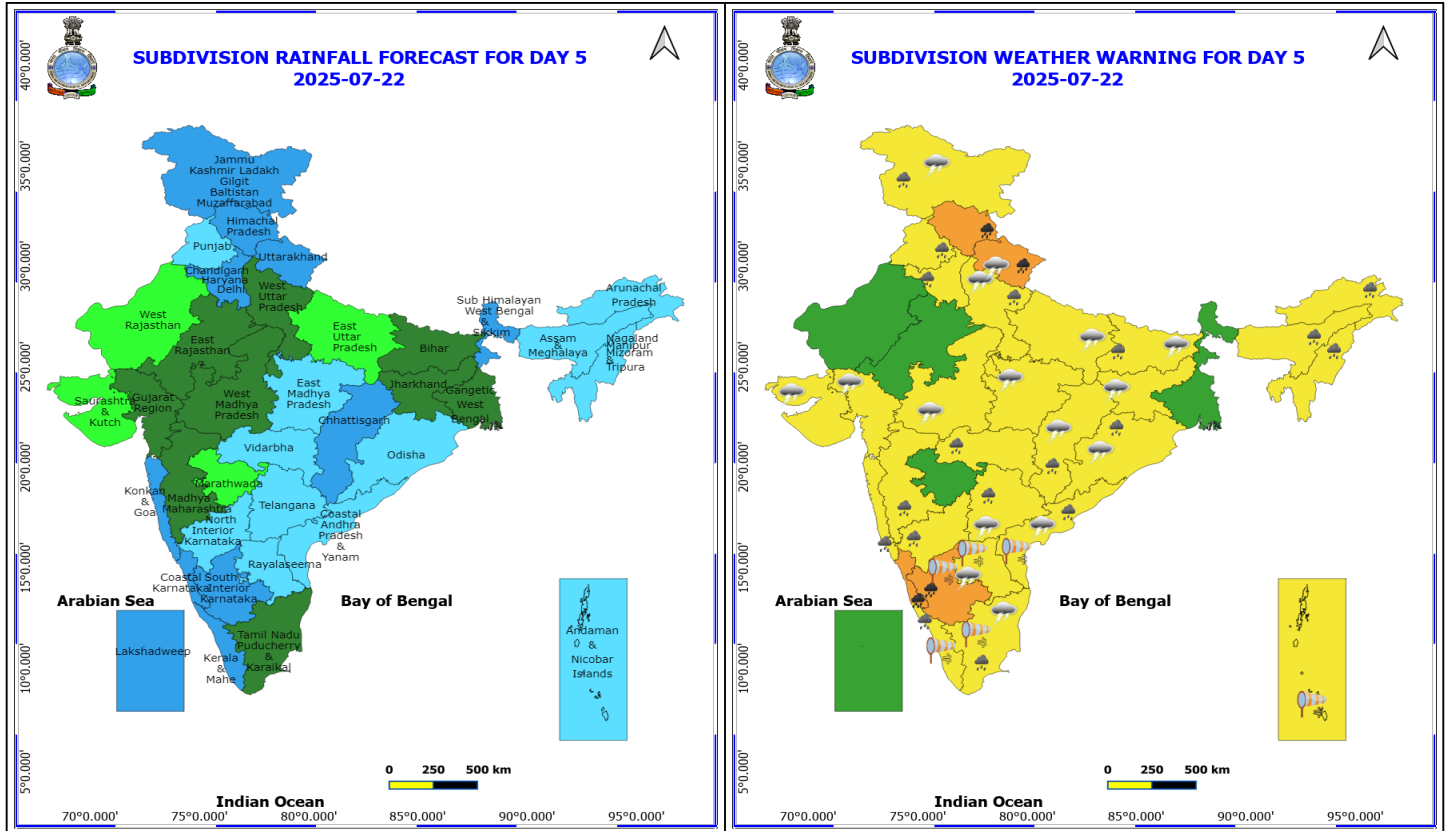 SUBDIVISION RAINFALL FORECAST FOR DAY 5
2025-07-22
40°0.000'
35°0.000'
30°0.000'
25°0.000'
20°0.000'
15°0.000'
10°0.000'
5°0.000'
Jammu
Kashmir Ladakh
Gilgit
Baltistan
Muzaffarabad
Himachal
Pradesh
Punjab
Uttarakhand
Chandigarh
Haryana
Delhi
West
Uttar
Pradesh
West
Rajasthan
East
Rajasthan
East
Uttar
Pradesh
Sub Himalayan
West Bengal
&
Sikkim
Arunachal
Pradesh
Assam
&
Meghalaya
Nagaland
Manipur
Mizoram
&
Tripura
Bihar
Jharkhand
Gangetic
West
Bengal
Saurashtra
&
Kutch
Gujarat
Region
West
Madhya
Pradesh
East
Madhya
Pradesh
Chhattisgarh
Vidarbha
Odisha
Marathwada
Konkan
&
Goa
Madhya
Maharashtra
Telangana
North
Interior
Karnataka
Coastal
Andhra
Pradesh
&
Yanam
Rayalaseema
Coastal
Karnataka
South
Interior
Karnataka
Tamil Nadu
Puducherry
&
Karaikal
Kerala
&
Mahe
Lakshadweep
Andaman
&
Nicobar
Islands
Arabian Sea
Bay of Bengal
Indian Ocean
0 250 500 km
70°0.000' 75°0.000' 80°0.000' 85°0.000' 90°0.000' 95°0.000'
SUBDIVISION WEATHER WARNING FOR DAY 5
2025-07-22
40°0.000'
35°0.000'
30°0.000'
25°0.000'
20°0.000'
15°0.000'
10°0.000'
5°0.000'
Arabian Sea
Bay of Bengal
Indian Ocean
0 250 500 km
70°0.000' 75°0.000' 80°0.000' 85°0.000' 90°0.000' 95°0.000'